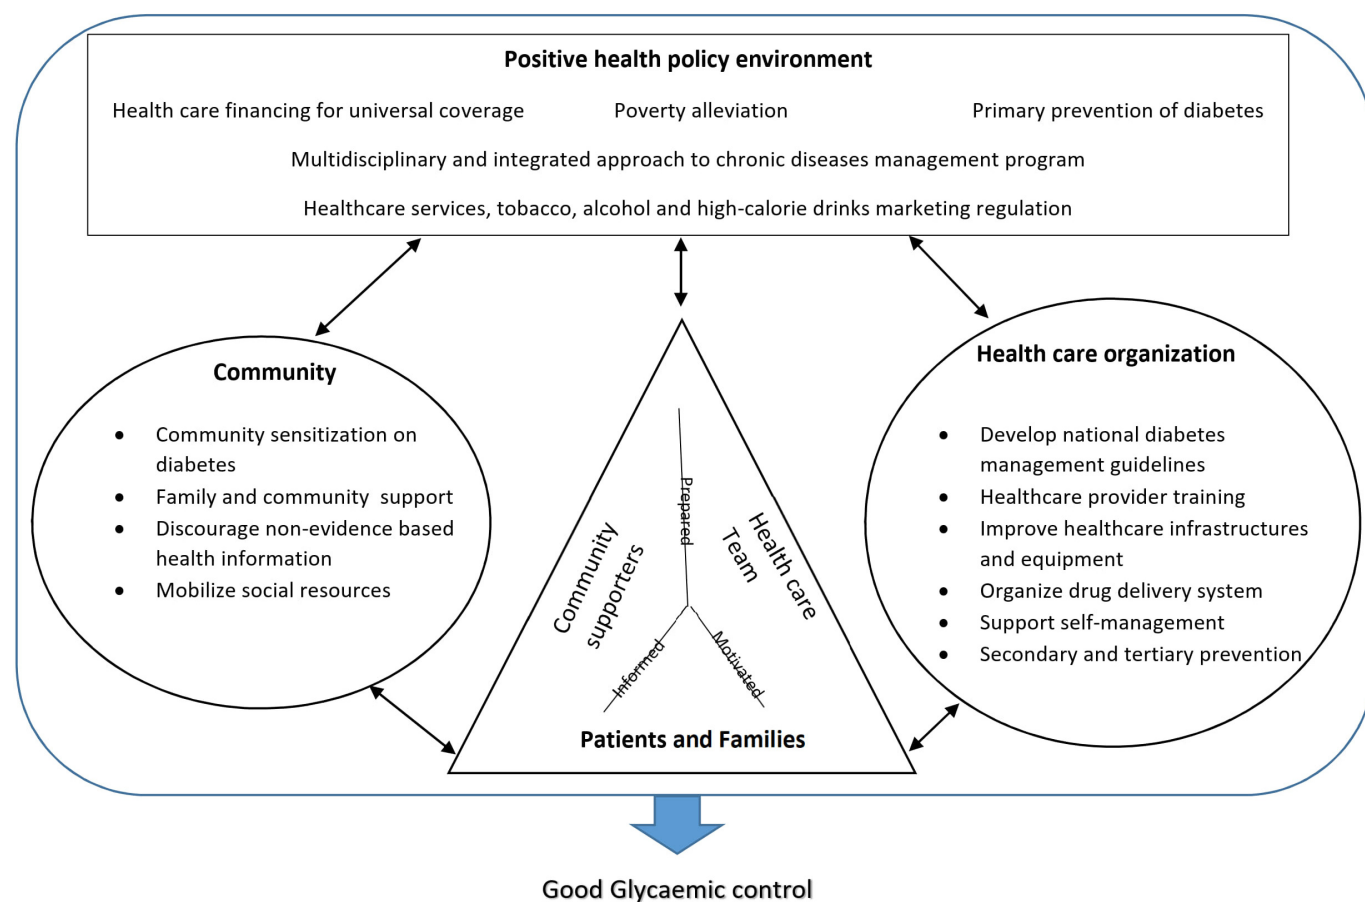 Positive health policy environment
Health care financing for universal coverage Poverty alleviation Primary prevention of diabetes
Multidisciplinary and integrated approach to chronic diseases management program
Healthcare services, tobacco, alcohol and high-calorie drinks marketing regulation
Community
• Community sensitization on
diabetes
• Family and community support
• Discourage non-evidence based
health information
• Mobilize social resources
Community
supporters
Prepared
Health care
Team
Informed
Motivated
Patients and Families
Health care organization
• Develop national diabetes
management guidelines
• Healthcare provider training
• Improve healthcare infrastructures
and equipment
• Organize drug delivery system
• Support self-management
• Secondary and tertiary prevention
Good Glycaemic control